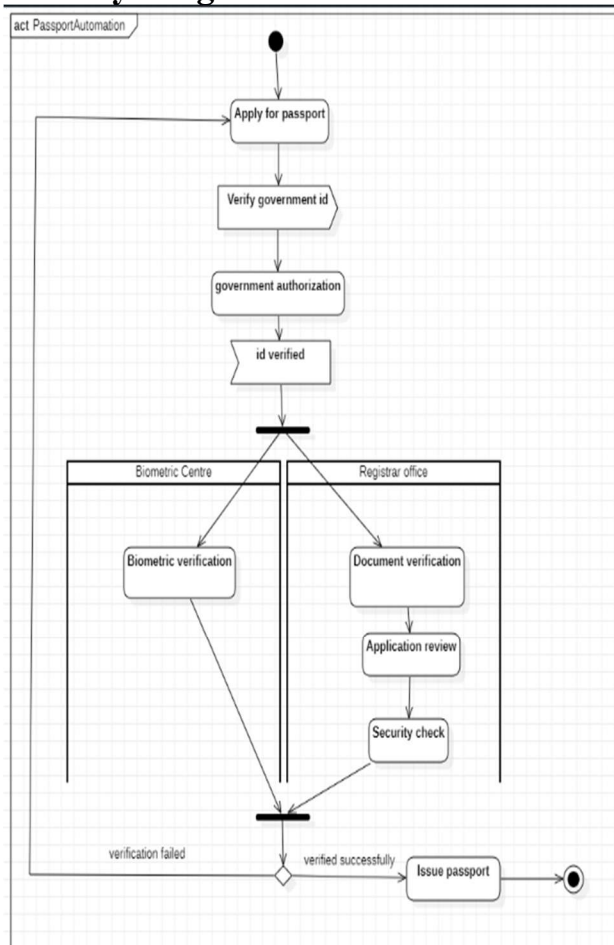 act PassportAutomation
Apply for passport
Verify government id
government authorization
id verified
Biometric Centre
Registrar office
Biometric verification
Document verification
Application review
Security check
verification failed
verified successfully
Issue passport